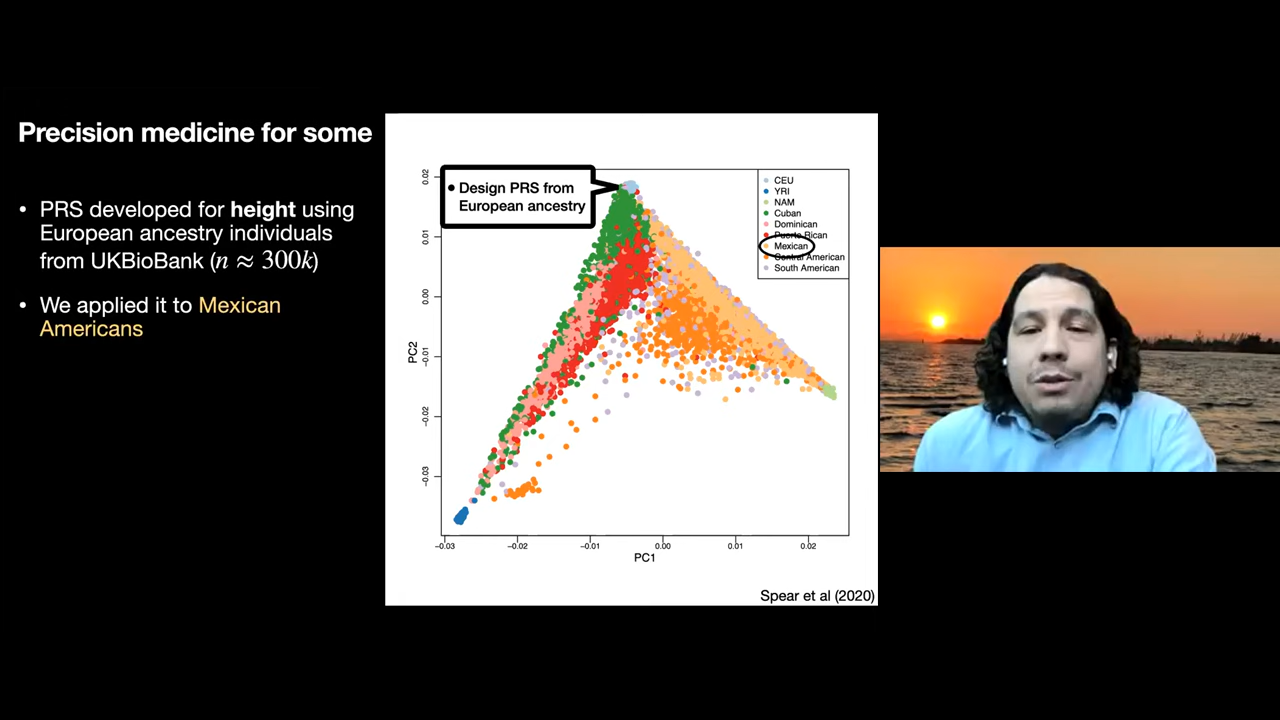 Precision medicine for some
• PRS developed for height using
European ancestry individuals
from UKBioBank (n ≈ 300k)
• We applied it to Mexican
Americans
• Design PRS from
European ancestry
CEU
YRI
NAM
Cuban
Dominican
Puerto Rican
Mexican
Central American
South American
0.02
0.01
0.00
−0.01
−0.02
−0.03
PC2
−0.03 −0.02 −0.01 0.00 0.01 0.02
PC1
Spear et al (2020)